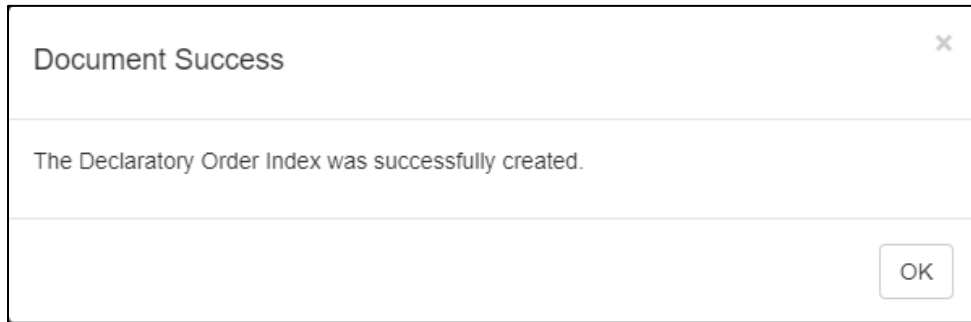 Document Success
×
The Declaratory Order Index was successfully created.
OK